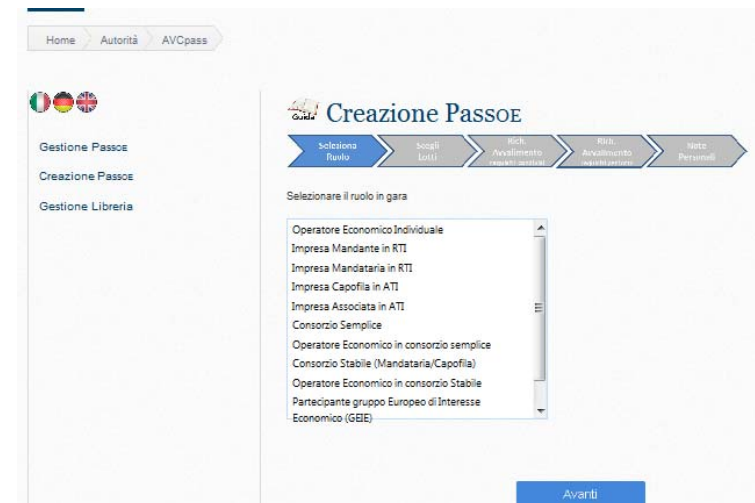 Home Autorità AVCpass
Guida Creazione PASSOE
Gestione PASSOE
Creazione PASSOE
Gestione Libreria
Seleziona
Ruolo
Scegli
Lotti
Rich.
Avvalimento
Rich.
Avvalimento
Note
Personali
Selezionare il ruolo in gara
Operatore Economico Individuale
Impresa Mandante in RTI
Impresa Mandataria in RTI
Impresa Capofila in ATI
Impresa Associata in ATI
Consorzio Semplice
Operatore Economico in consorzio semplice
Consorzio Stabile (Mandataria/Capofila)
Operatore Economico in consorzio Stabile
Partecipante gruppo Europeo di Interesse
Economico (GEIE)
Avanti